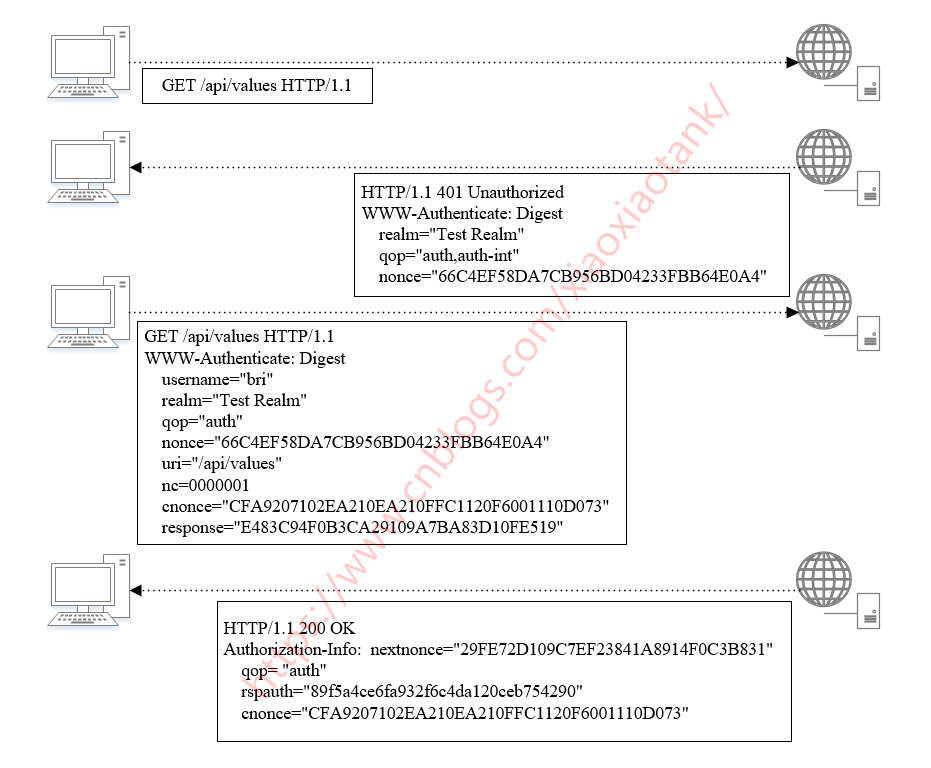 GET /api/values HTTP/1.1
HTTP/1.1 401 Unauthorized
WWW-Authenticate: Digest
realm="Test Realm"
qop="auth,auth-int"
nonce="66C4EF58DA7CB956BD04233FBB64E0A4"
GET /api/values HTTP/1.1
WWW-Authenticate: Digest
username="bri"
realm="Test Realm"
qop="auth"
nonce="66C4EF58DA7CB956BD04233FBB64E0A4"
uri="/api/values"
nc=0000001
cnonce="CFA9207102EA210EA210FFC1120F6001110D073"
response="E483C94F0B3CA29109A7BA83D10FE519"
HTTP/1.1 200 OK
Authorization-Info:  nextnonce="29FE72D109C7EF23841A8914F0C3B831"
qop= "auth"
rspauth="89f5a4ce6fa932f6c4da120ceb754290"
cnonce="CFA9207102EA210EA210FFC1120F6001110D073"
https://www.cnblogs.com/xiaoxiaotank/